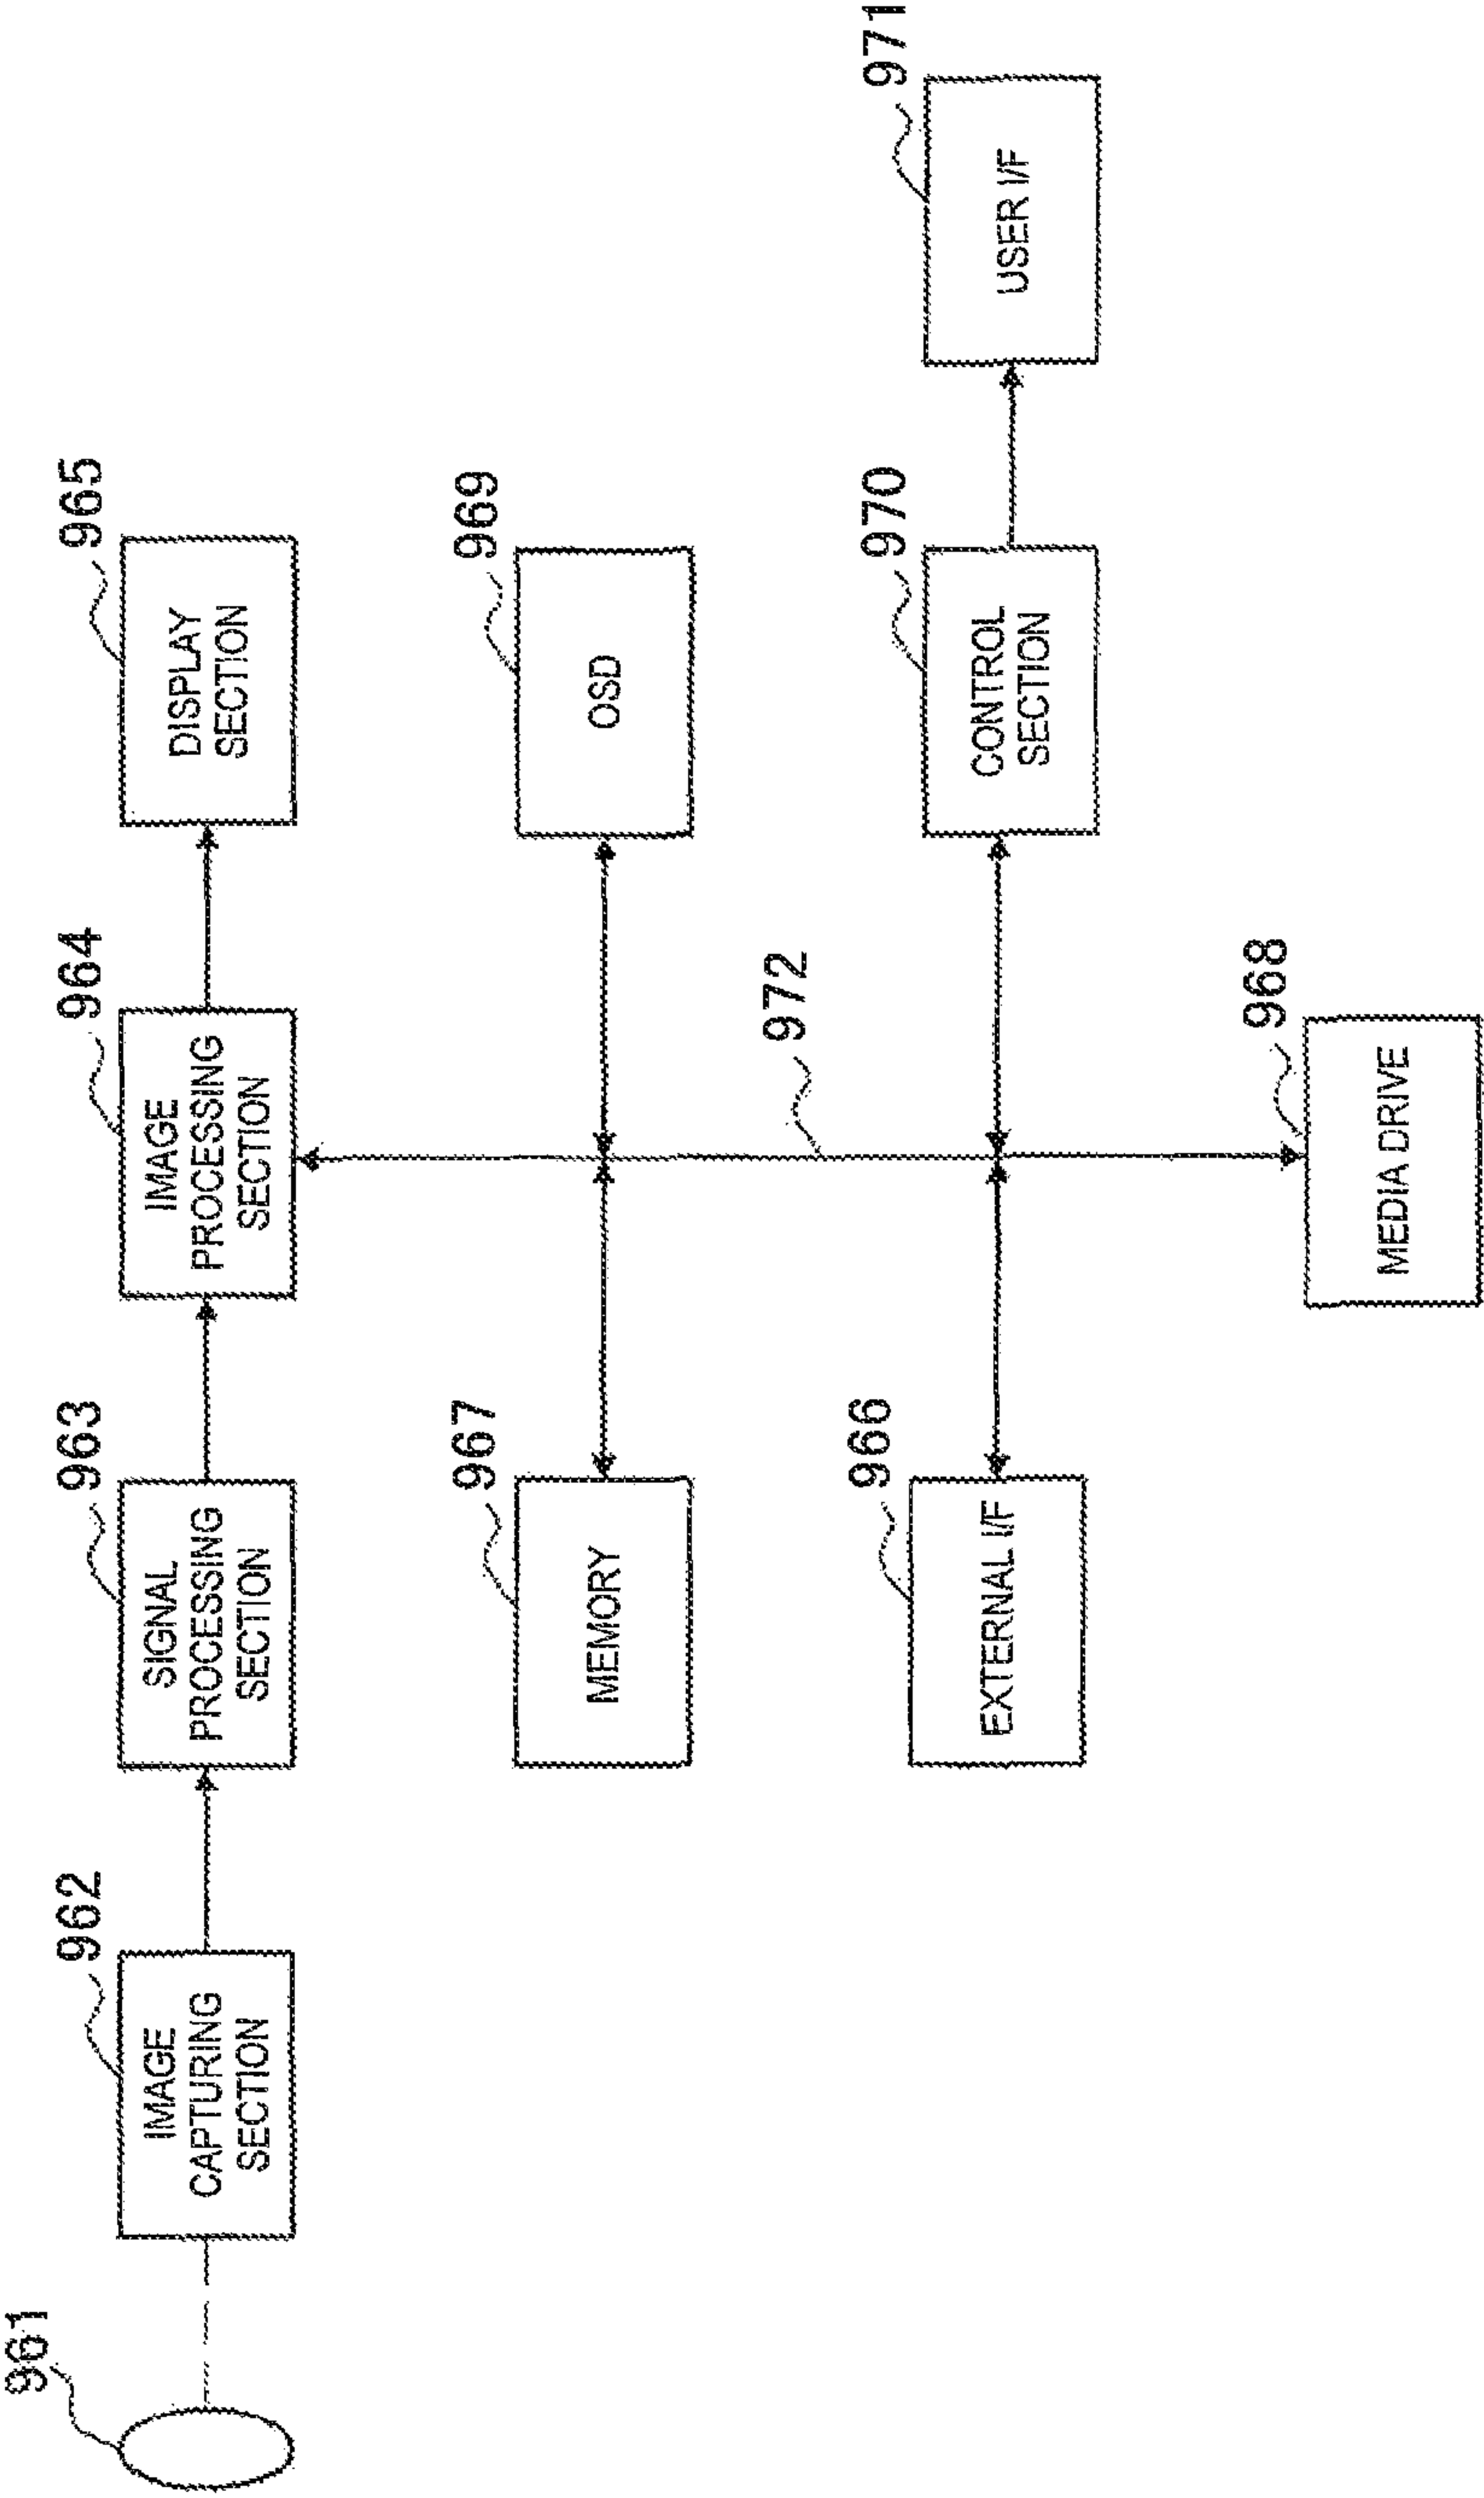 961
962
IMAGE
CAPTURING
SECTION
963
SIGNAL
PROCESSING
SECTION
964
IMAGE
PROCESSING
SECTION
965
DISPLAY
SECTION
967
MEMORY
969
OSD
972
966
EXTERNAL I/F
970
CONTROL
SECTION
971
USER I/F
968
MEDIA DRIVE